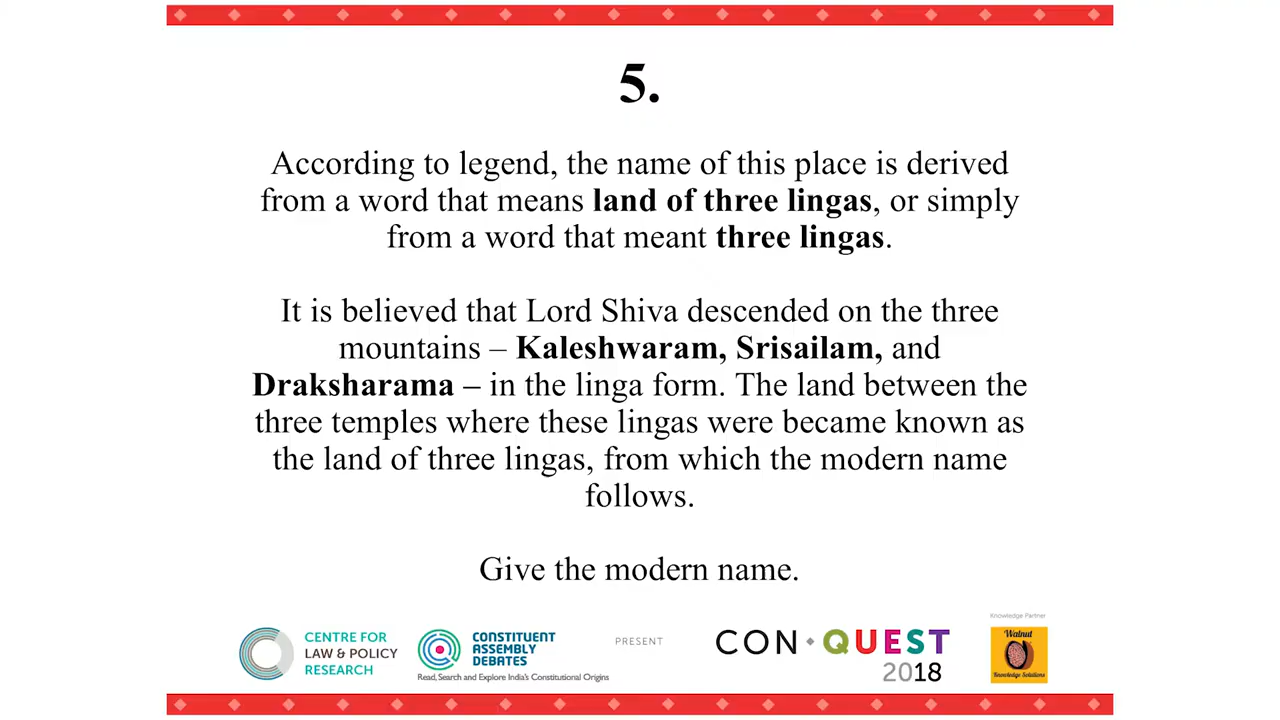 5.
According to legend, the name of this place is derived
from a word that means land of three lingas, or simply
from a word that meant three lingas.
It is believed that Lord Shiva descended on the three
mountains – Kaleshwaram, Srisailam, and
Draksharama – in the linga form. The land between the
three temples where these lingas were became known as
the land of three lingas, from which the modern name
follows.
Give the modern name.
CENTRE FOR
LAW & POLICY
RESEARCH
CONSTITUENT
ASSEMBLY
DEBATES
Read, Search and Explore India's Constitutional Origins
PRESENT
CON QUEST
2018
Knowledge Partner
Walnut
Knowledge Solutions